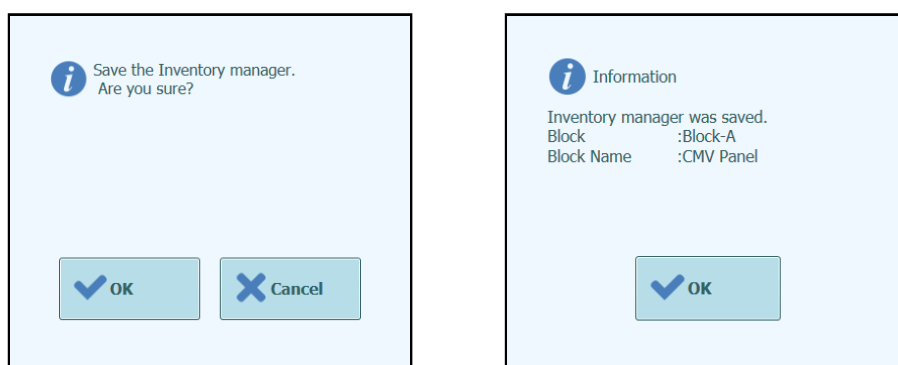 Save the Inventory manager.
Are you sure?
OK
Cancel
Information
Inventory manager was saved.
Block :Block-A
Block Name :CMV Panel
OK